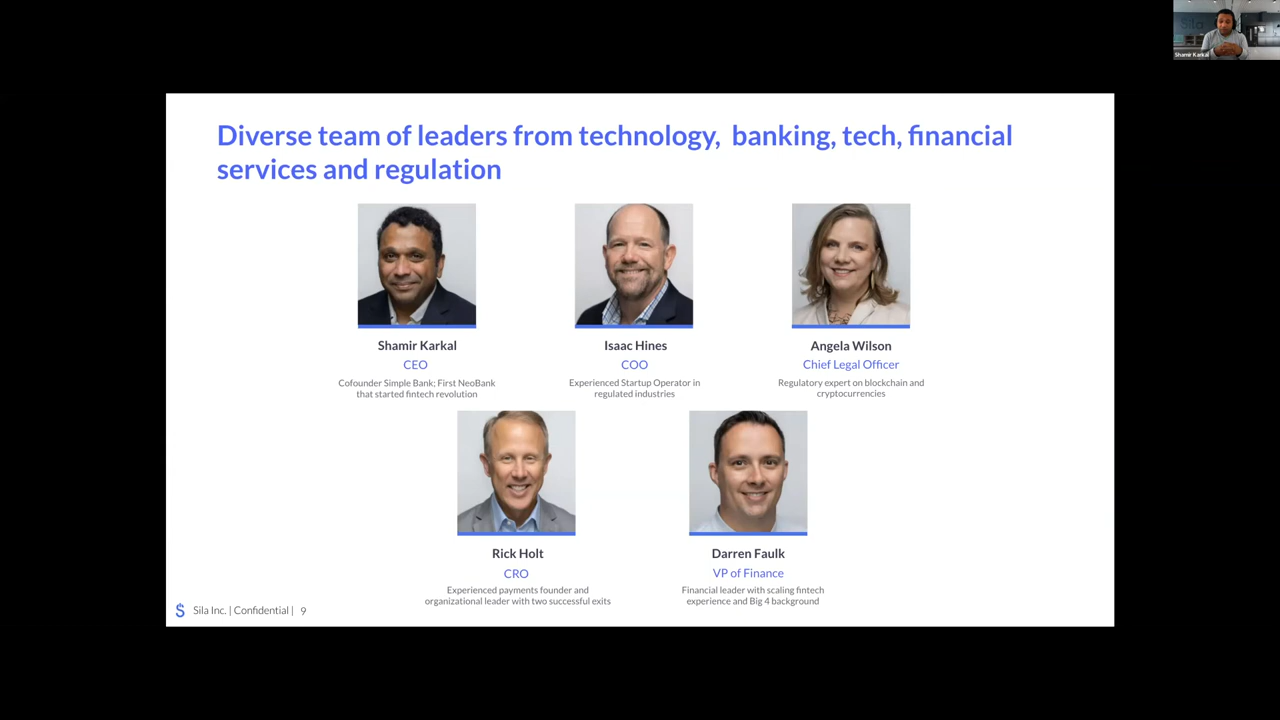 Sila
Shamir Karkal
Diverse team of leaders from technology,  banking, tech, financial
services and regulation
Shamir Karkal
CEO
Cofounder Simple Bank; First NeoBank
that started fintech revolution
Isaac Hines
COO
Experienced Startup Operator in
regulated industries
Angela Wilson
Chief Legal Officer
Regulatory expert on blockchain and
cryptocurrencies
Rick Holt
CRO
Experienced payments founder and
organizational leader with two successful exits
Darren Faulk
VP of Finance
Financial leader with scaling fintech
experience and Big 4 background
$ Sila Inc. | Confidential | 9